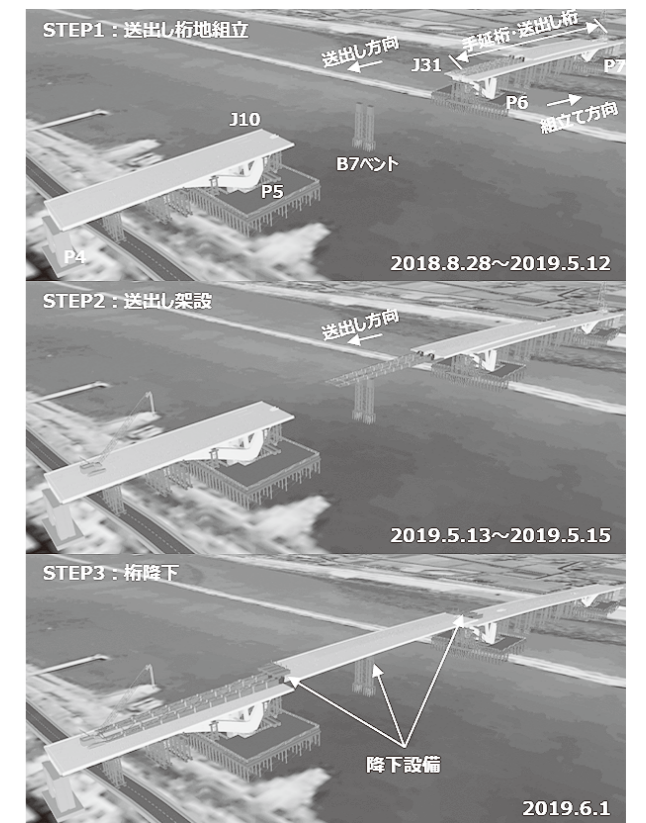 STEP1：送出し桁地組立
送出し方向
手延桁・送出し桁
J31
P7
P6
組立て方向
J10
B7ベント
P5
P4
2018.8.28～2019.5.12
STEP2：送出し架設
送出し方向
2019.5.13～2019.5.15
STEP3：桁降下
降下設備
2019.6.1